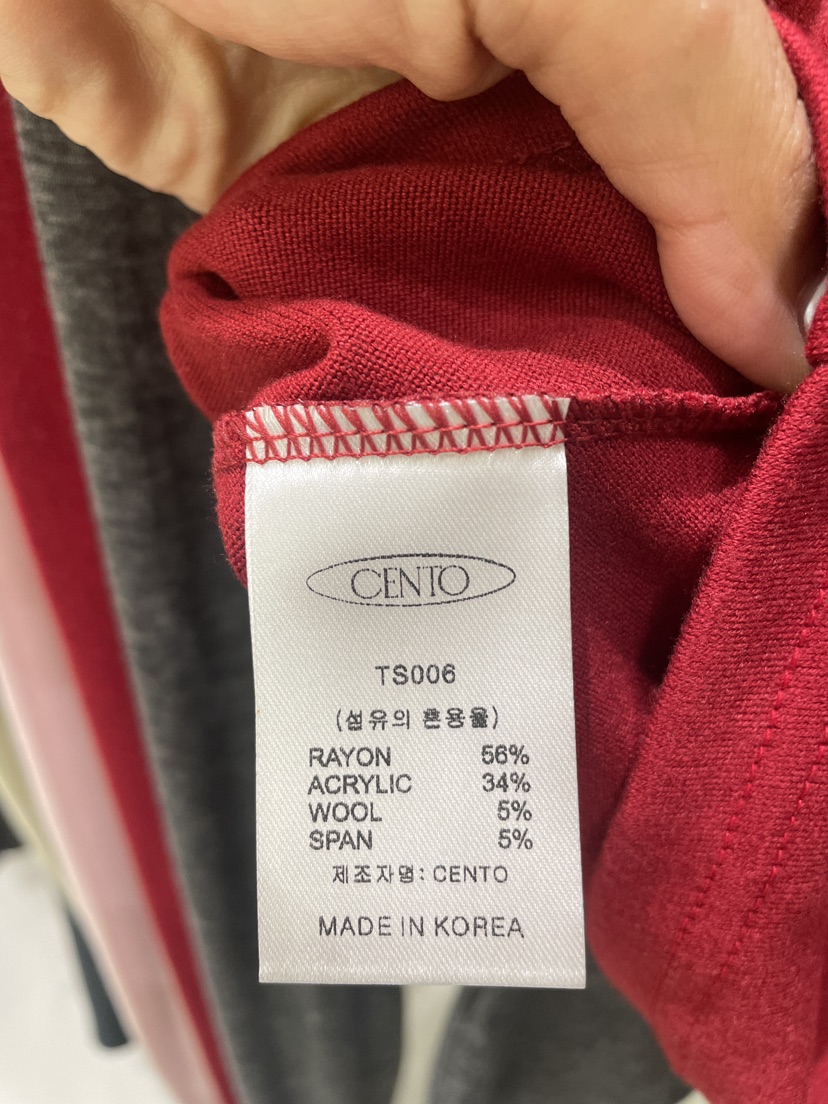 CENTO
TS006
(섬유의 혼용율)
RAYON 56%
ACRYLIC 34%
WOOL 5%
SPAN 5%
제조자명: CENTO
MADE IN KOREA